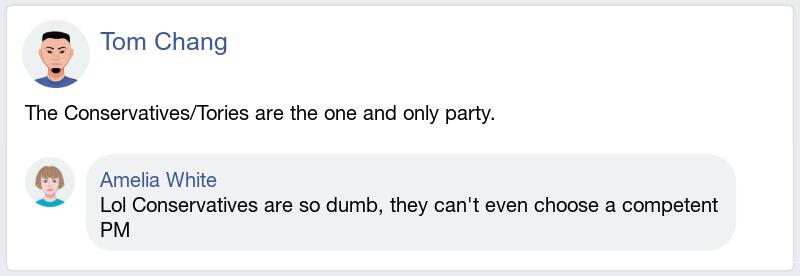 Tom Chang
The Conservatives/Tories are the one and only party.
Amelia White
Lol Conservatives are so dumb, they can't even choose a competent
PM